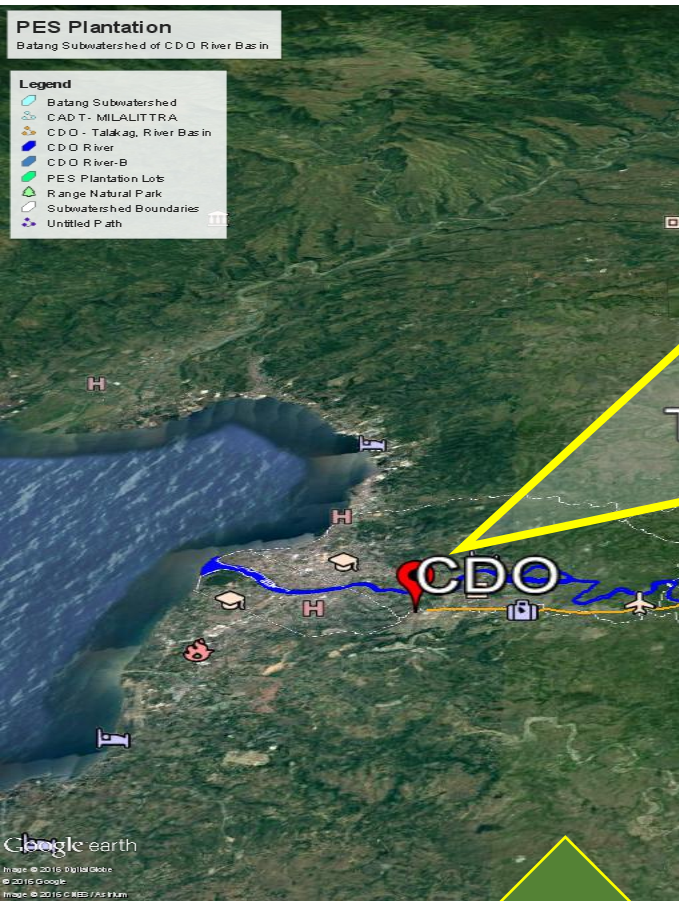 PES Plantation
Batang Subwatershed of CDO River Basin
Legend
Batang Subwatershed
CADT- MILALITTRA
CDO - Talakag, River Basin
CDO River
CDO River-B
PES Plantation Lots
Range Natural Park
Subwatershed Boundaries
Untitled Path
H
H
CDO
H
Google earth
Image © 2016 DigitalGlobe
© 2016 Google
Image © 2016 CNES / Astrium